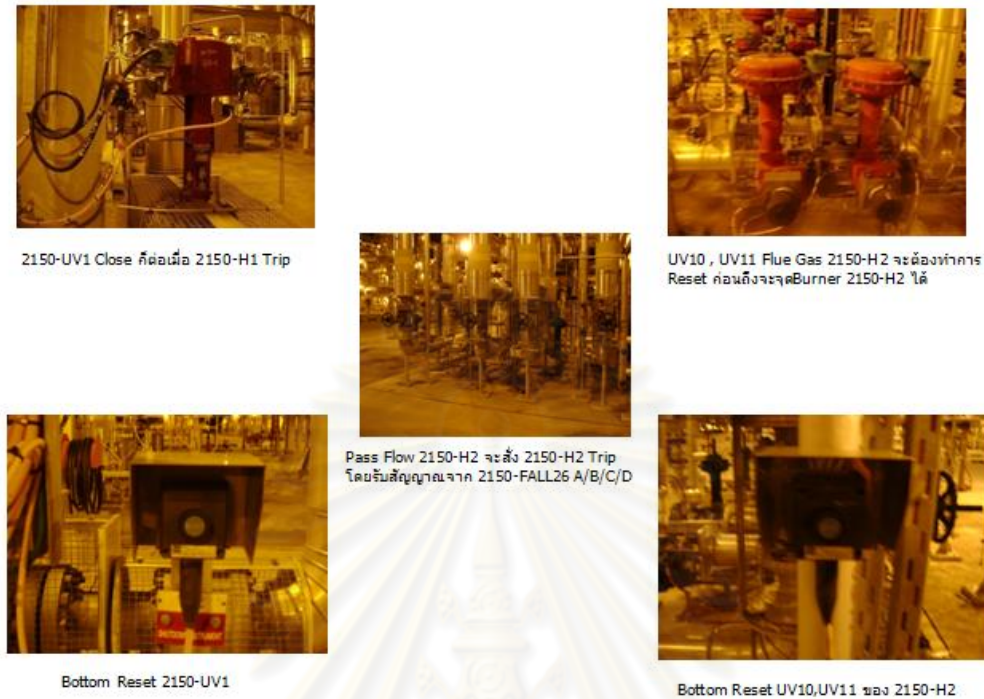 2150-UV1 Close ก็ต่อเมื่อ 2150-H1 Trip
UV10 , UV11 Flue Gas 2150-H2 จะต้องทำการ
Reset ก่อนถึงจะจุดBurner 2150-H2 ได้
Pass Flow 2150-H2 จะสั่ง 2150-H2 Trip
โดยรับสัญญาณจาก 2150-FALL26 A/B/C/D
Bottom Reset 2150-UV1
Bottom Reset UV10,UV11 ของ 2150-H2